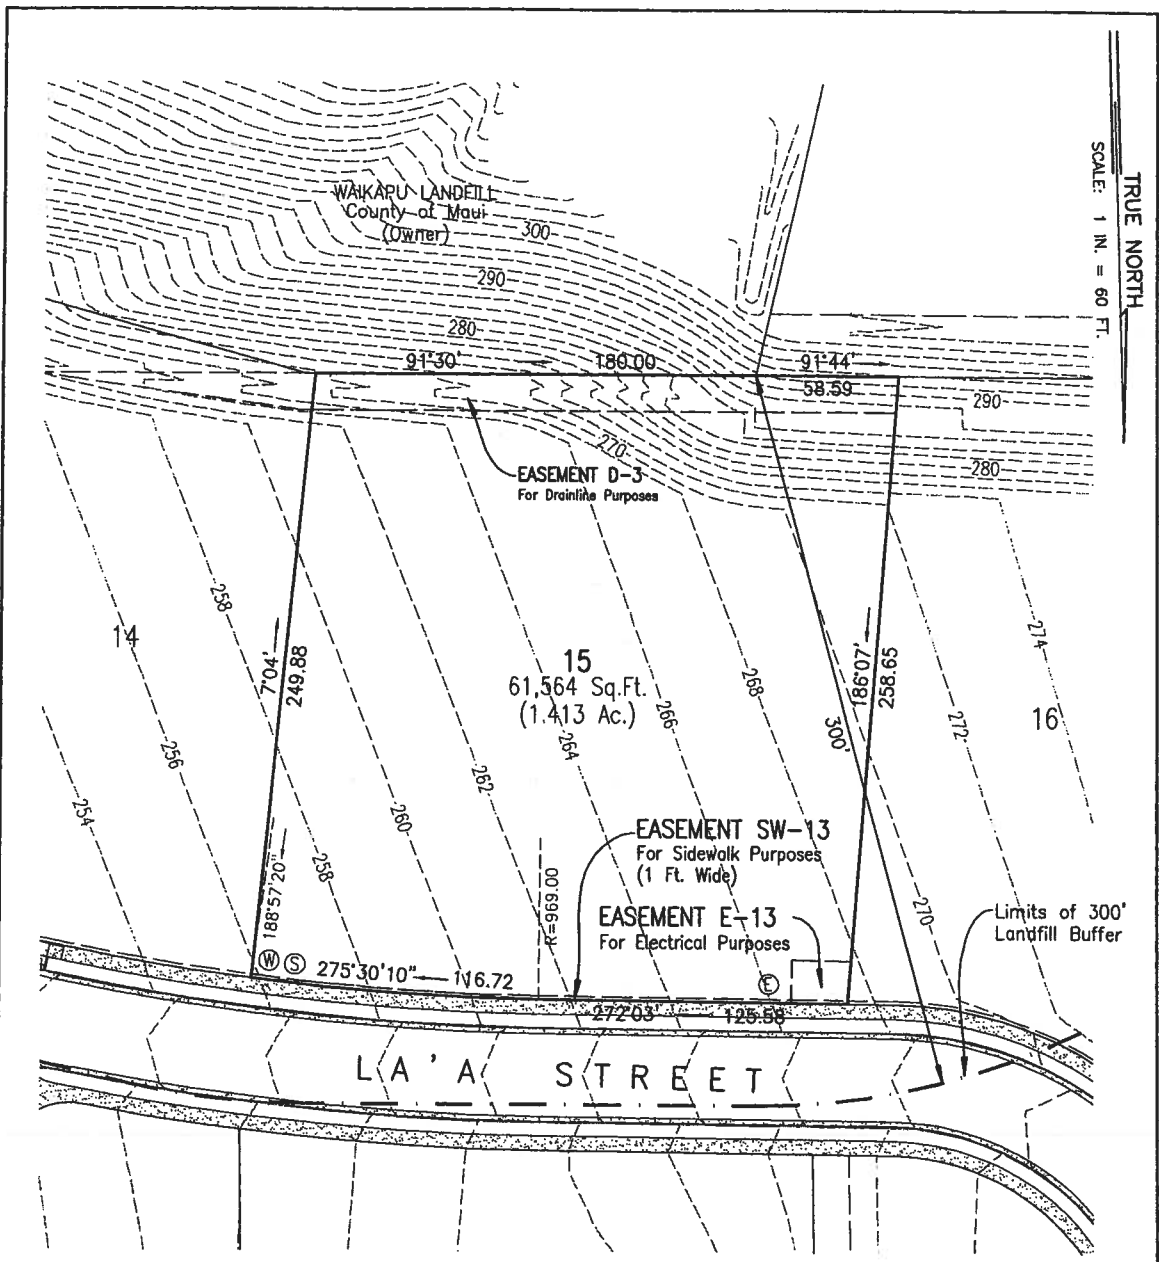 TRUE NORTH
SCALE: 1 IN. = 60 FT.
WAIKAPU LANDFILL
County of Maui
(Owner)
300
290
280
91°30'
180.00
91°44'
58.59
290
270
280
EASEMENT D-3
For Drainline Purposes
258
14
7°04'
249.88
15
61,564 Sq.Ft.
(1.413 Ac.)
186°07'
258.65
274
268
266
272
16
300'
264
256
262
254
260
EASEMENT SW-13
For Sidewalk Purposes
(1 Ft. Wide)
258
188°57'20"
R=969.00
270
EASEMENT E-13
For Electrical Purposes
Limits of 300'
Landfill Buffer
W
S
275°30'10"
116.72
E
272°03'
125.58
LA'A STREET